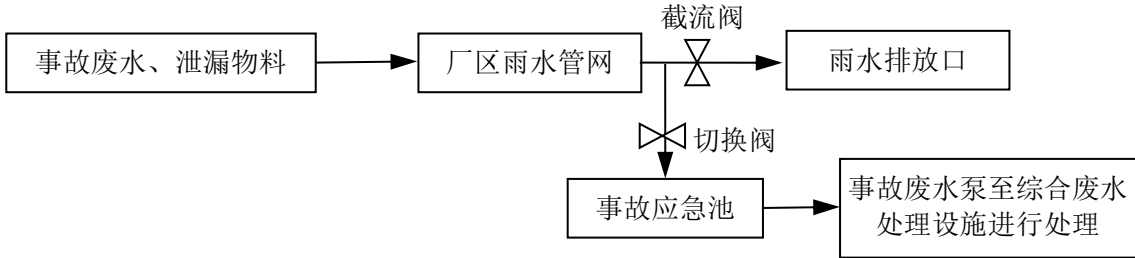 截流阀
事故废水、泄漏物料
厂区雨水管网
雨水排放口
切换阀
事故应急池
事故废水泵至综合废水
处理设施进行处理